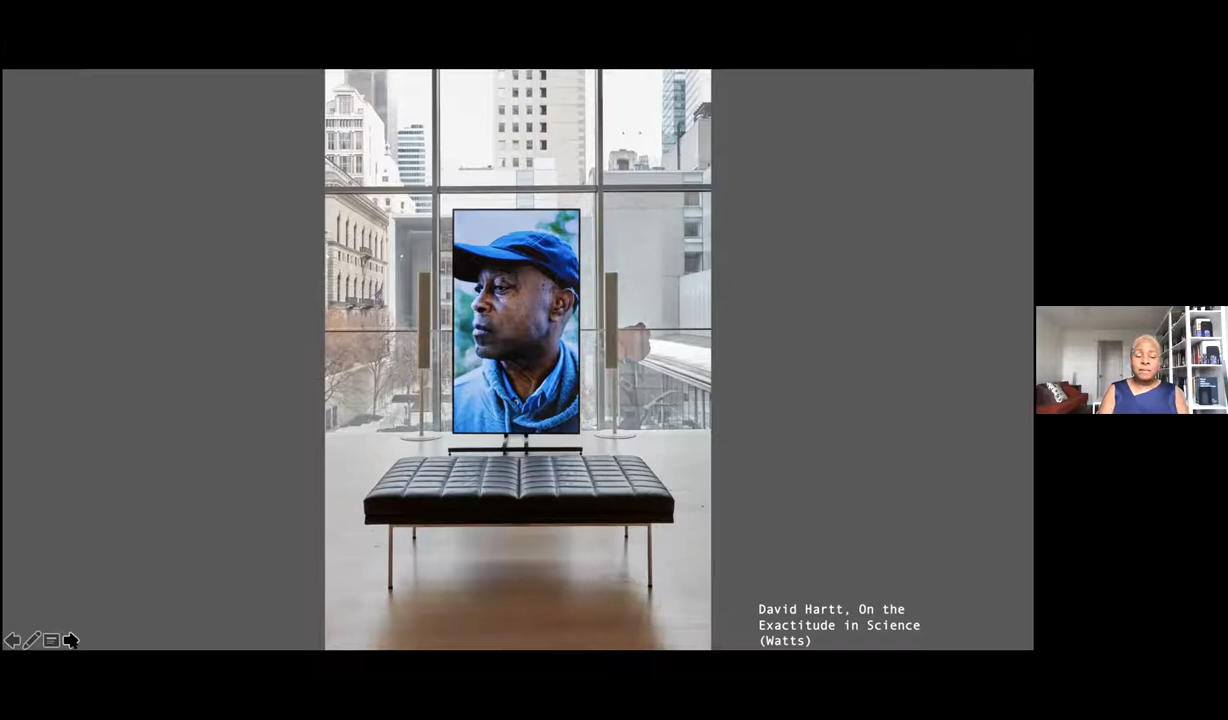 David Hartt, On the
Exactitude in Science
(Watts)